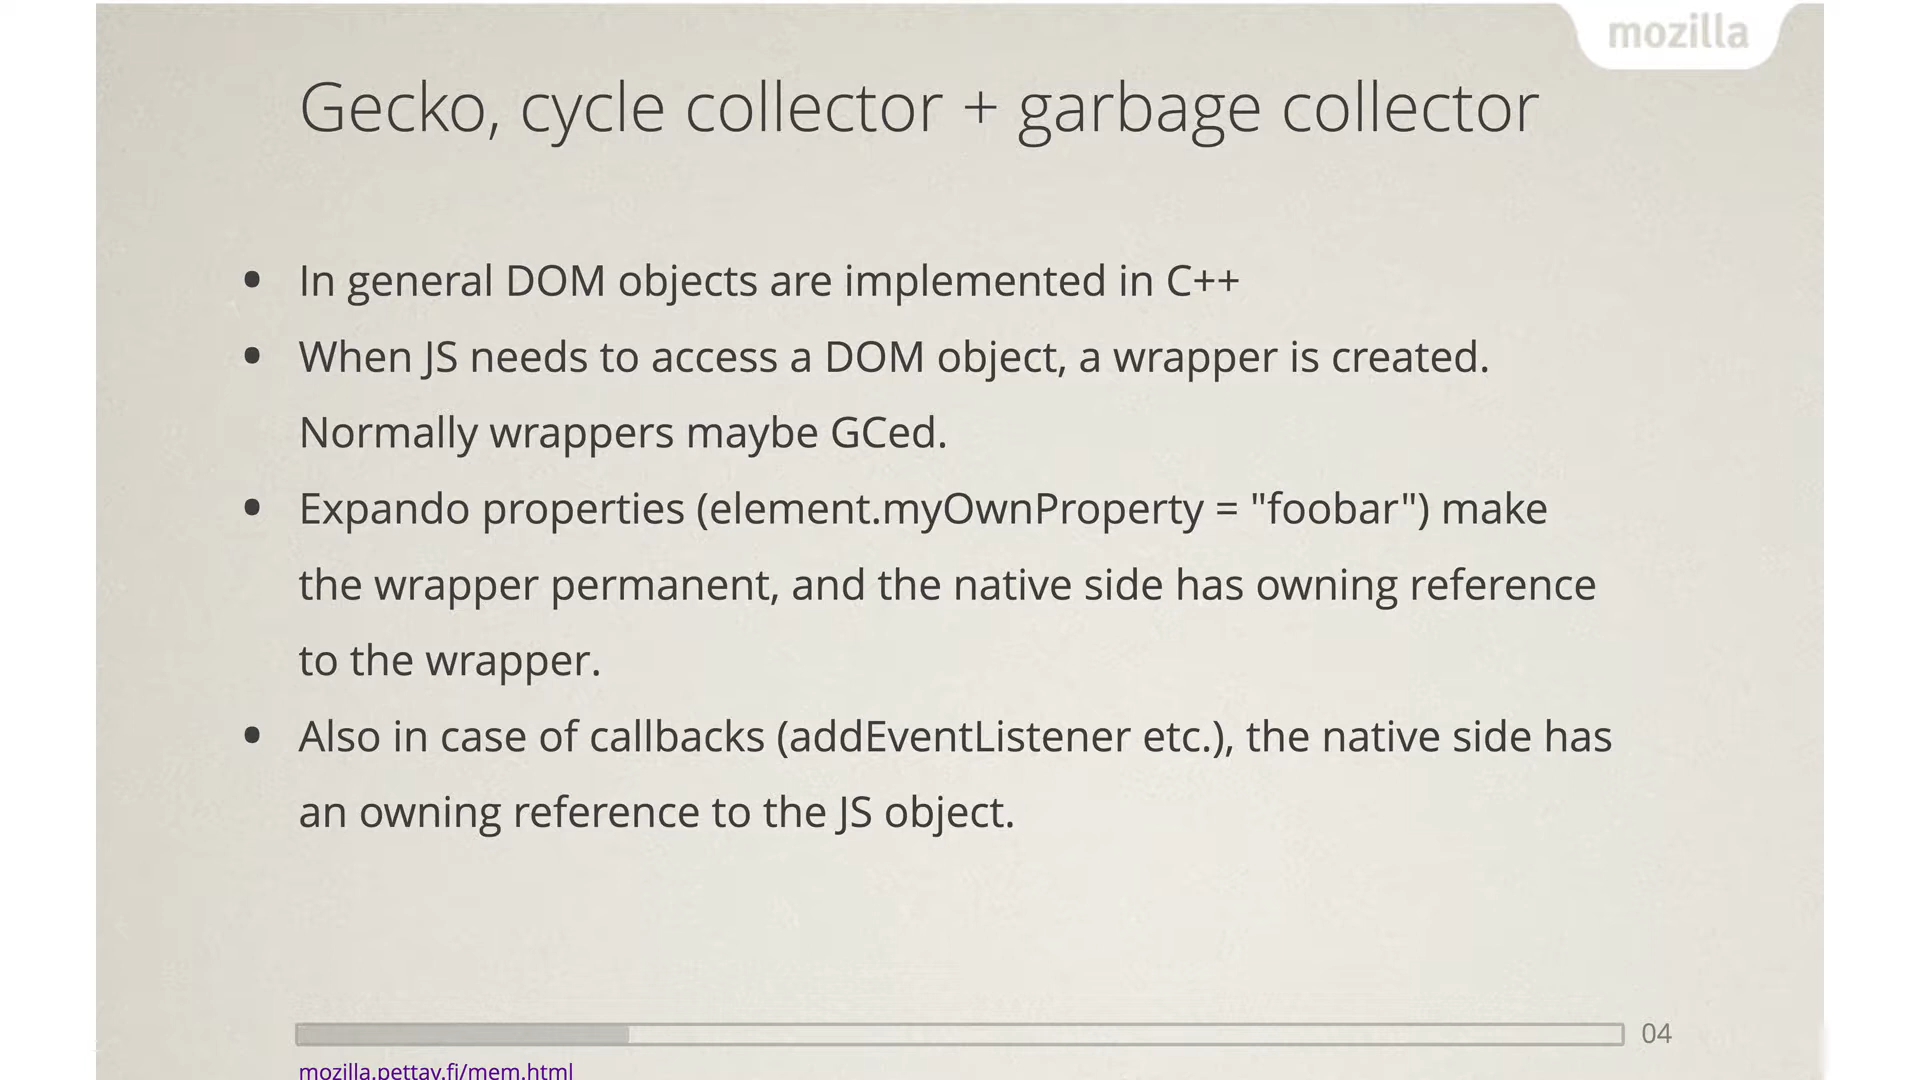 mozilla
Gecko, cycle collector + garbage collector
• In general DOM objects are implemented in C++
• When JS needs to access a DOM object, a wrapper is created.
Normally wrappers maybe GCed.
• Expando properties (element.myOwnProperty = "foobar") make
the wrapper permanent, and the native side has owning reference
to the wrapper.
• Also in case of callbacks (addEventListener etc.), the native side has
an owning reference to the JS object.
04
mozilla.pettay.fi/mem.html